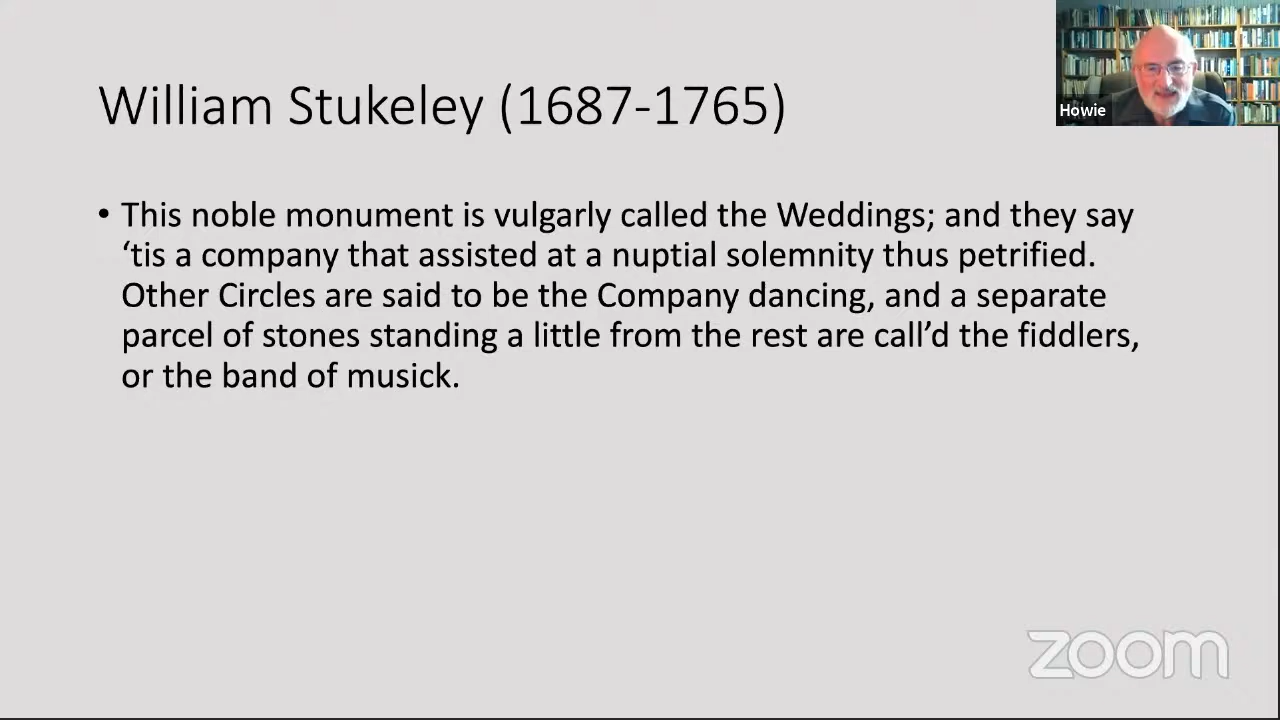 William Stukeley (1687-1765)
Howie
• This noble monument is vulgarly called the Weddings; and they say
‘tis a company that assisted at a nuptial solemnity thus petrified.
Other Circles are said to be the Company dancing, and a separate
parcel of stones standing a little from the rest are call’d the fiddlers,
or the band of musick.
zoom